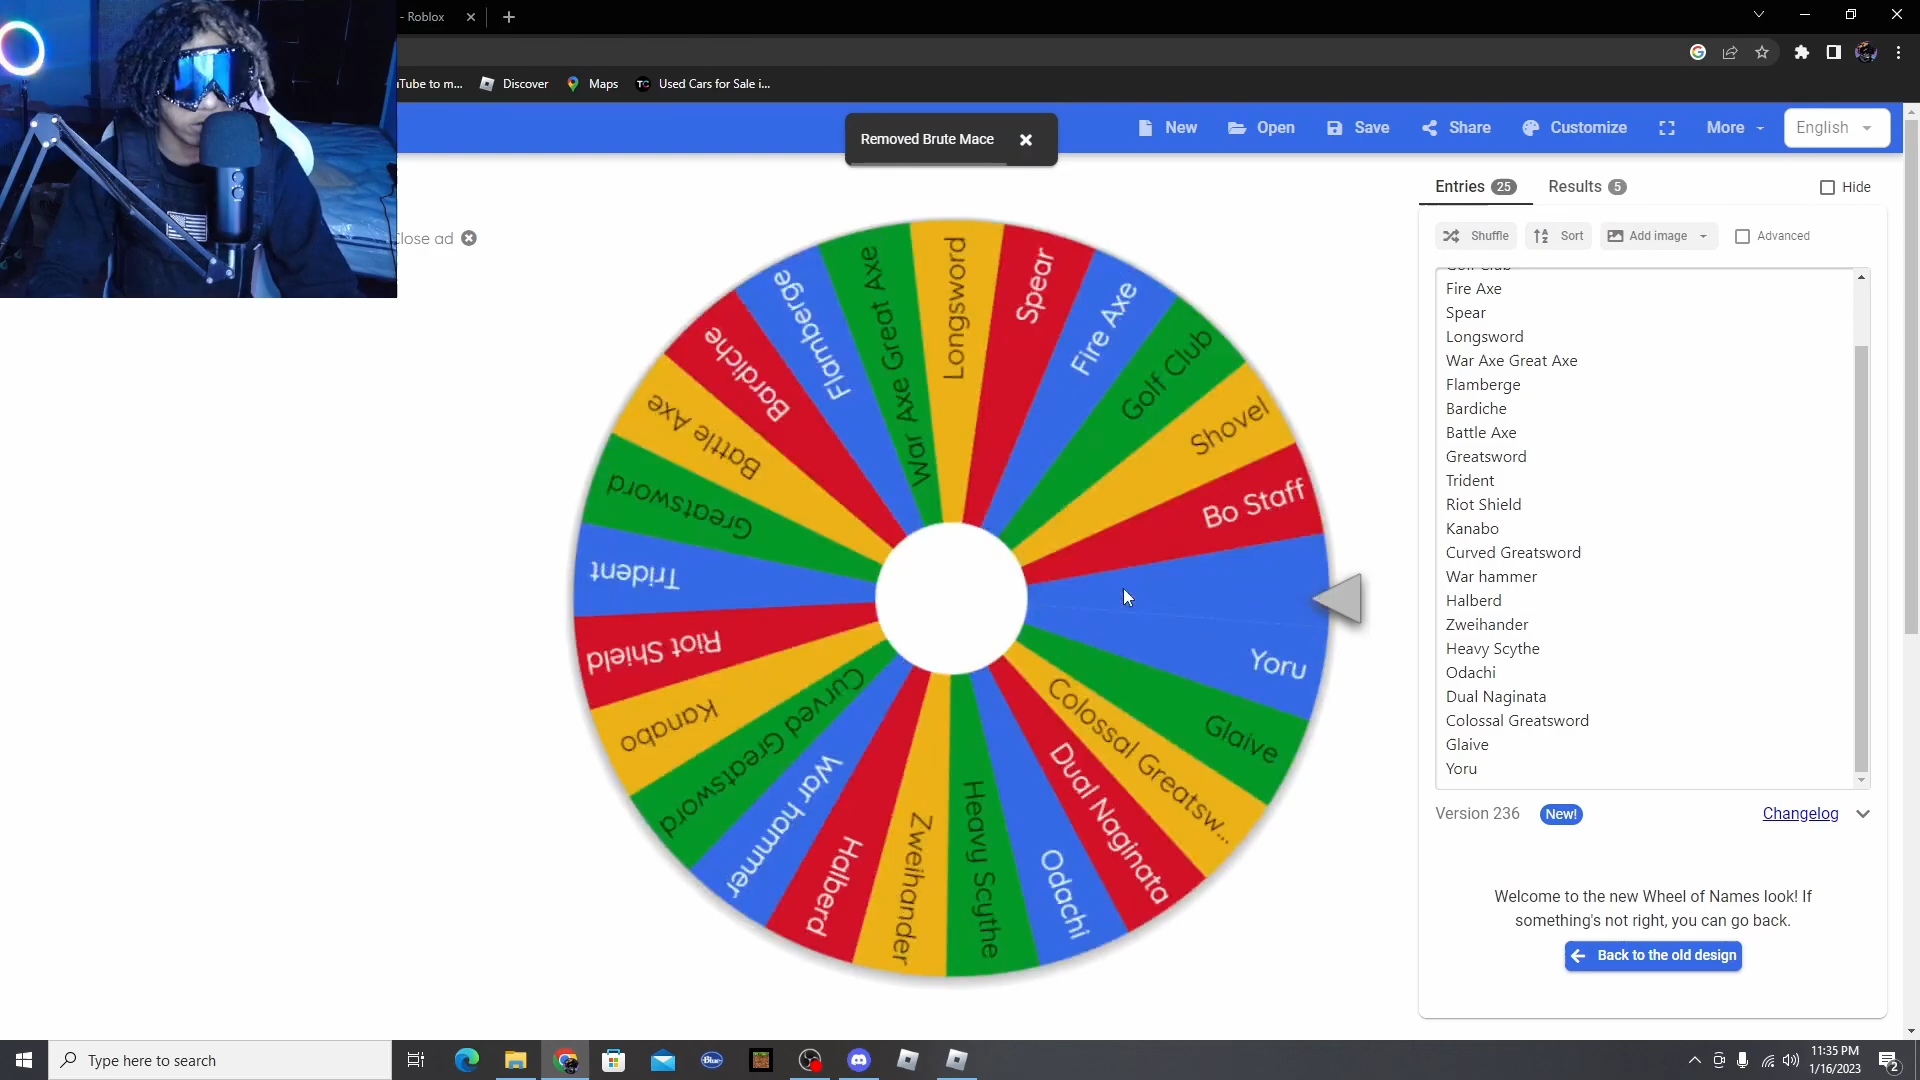 - Roblox
uTube to m...
Discover
Maps
TC
Used Cars for Sale i...
Removed Brute Mace
New
Open
Save
Share
Customize
More
English
Close ad
Entries 25
Results 5
Hide
Shuffle
Sort
Add image
Advanced
Golf Club
Fire Axe
Spear
Longsword
War Axe Great Axe
Flamberge
Bardiche
Battle Axe
Greatsword
Trident
Riot Shield
Kanabo
Curved Greatsword
War hammer
Halberd
Zweihander
Heavy Scythe
Odachi
Dual Naginata
Colossal Greatsword
Glaive
Yoru
Longsword
Spear
Fire Axe
Golf Club
Shovel
Bo Staff
Yoru
Glaive
Colossal Greatsw...
Dual Naginata
Odachi
Heavy Scythe
Zweihander
Halberd
War hammer
Curved Greatsword
Kanabo
Riot Shield
Trident
Greatsword
Battle Axe
Bardiche
Flamberge
War Axe Great Axe
Version 236
New!
Changelog
Welcome to the new Wheel of Names look! If
something's not right, you can go back.
Back to the old design
Type here to search
Blue
11:35 PM
1/16/2023
2